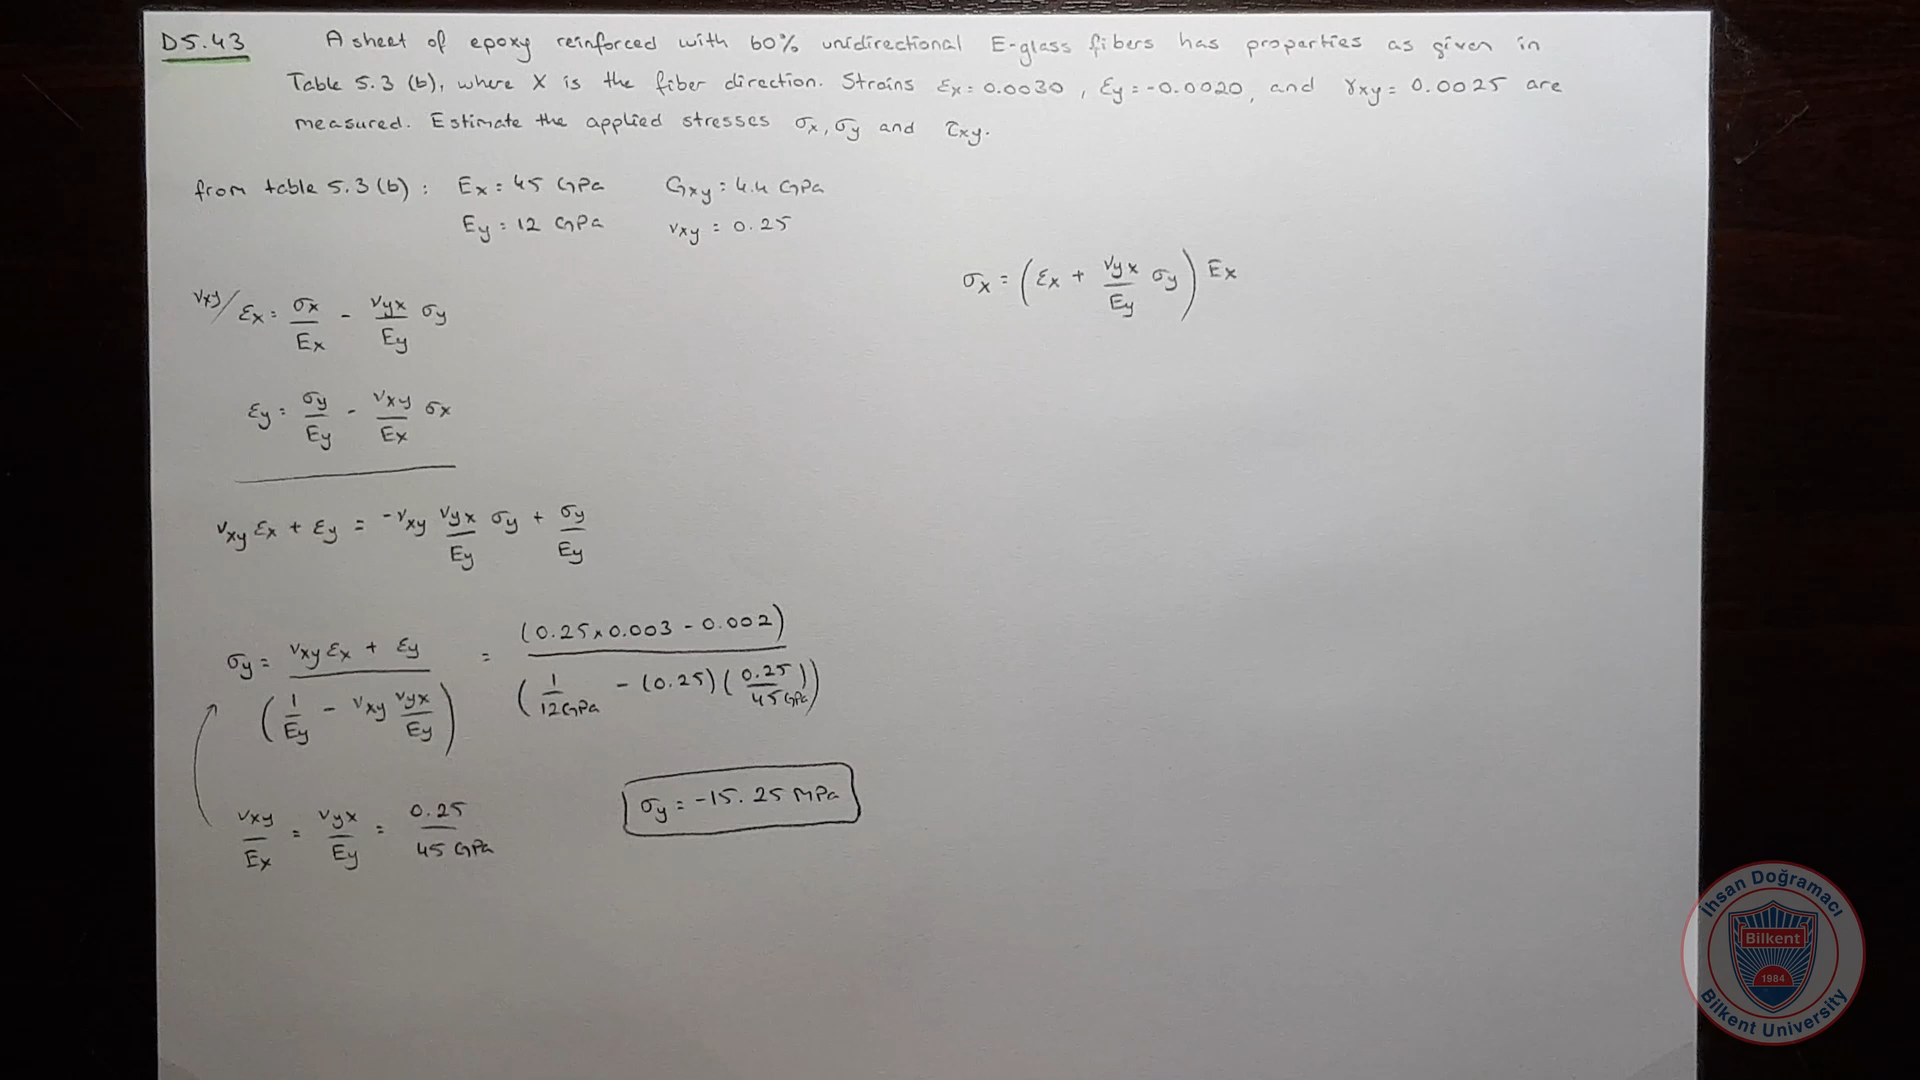 D5.43 A sheet of epoxy reinforced with 60% unidirectional E-glass fibers has properties as given in
Table 5.3 (b), where X is the fiber direction. Strains εx = 0.0030, εy = -0.0020, and γxy = 0.0025 are
measured. Estimate the applied stresses σx, σy and τxy.
from table 5.3 (b) : Ex = 45 GPa Gxy = 4.4 GPa
Ey = 12 GPa νxy = 0.25
νxy/ εx = σx/Ex - νyx/Ey σy
σx = (εx + νyx/Ey σy) Ex
εy = σy/Ey - νxy/Ex σx
νxy εx + εy = -νxy νyx/Ey σy + σy/Ey
σy = (νxy εx + εy)/(1/Ey - νxy νyx/Ey) = (0.25 x 0.003 - 0.002)/(1/12GPa - (0.25)(0.25/45GPa))
σy = -15.25 MPa
νxy/Ex = νyx/Ey = 0.25/45 GPa
İhsan Doğramacı
Bilkent
1984
Bilkent University